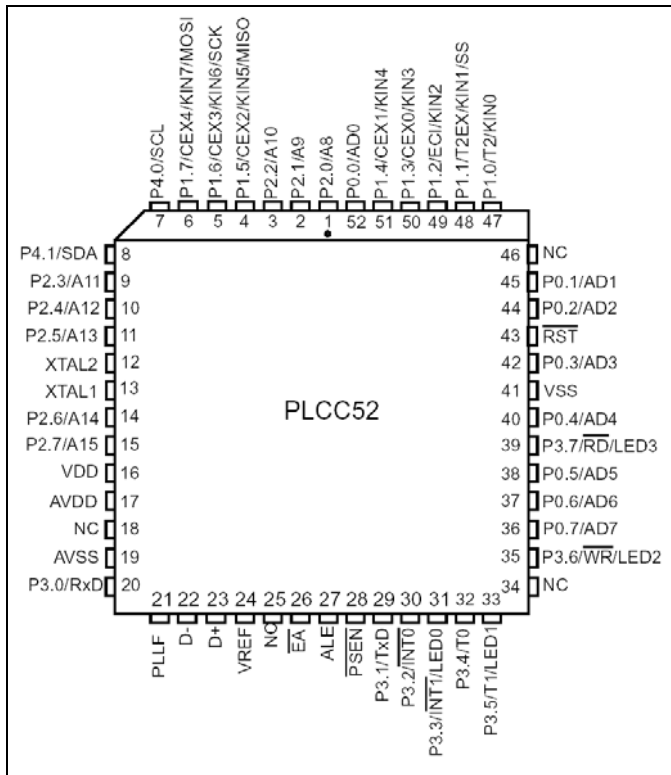 P4.0/SCL
P1.7/CEX4/KIN7/MOSI
P1.6/CEX3/KIN6/SCK
P1.5/CEX2/KIN5/MISO
P2.2/A10
P2.1/A9
P2.0/A8
P0.0/AD0
P1.4/CEX1/KIN4
P1.3/CEX0/KIN3
P1.2/ECI/KIN2
P1.1/T2EX/KIN1/SS
P1.0/T2/KIN0
7 6 5 4 3 2 1 52 51 50 49 48 47
P4.1/SDA 8
P2.3/A11 9
P2.4/A12 10
P2.5/A13 11
XTAL2 12
XTAL1 13
P2.6/A14 14
P2.7/A15 15
VDD 16
AVDD 17
NC 18
AVSS 19
P3.0/RxD 20
PLCC52
46 NC
45 P0.1/AD1
44 P0.2/AD2
43 RST
42 P0.3/AD3
41 VSS
40 P0.4/AD4
39 P3.7/RD/LED3
38 P0.5/AD5
37 P0.6/AD6
36 P0.7/AD7
35 P3.6/WR/LED2
34 NC
21 22 23 24 25 26 27 28 29 30 31 32 33
PLLF
D-
D+
VREF
NC
EA
ALE
PSEN
P3.1/TxD
P3.2/INT0
P3.3/INT1/LED0
P3.4/T0
P3.5/T1/LED1